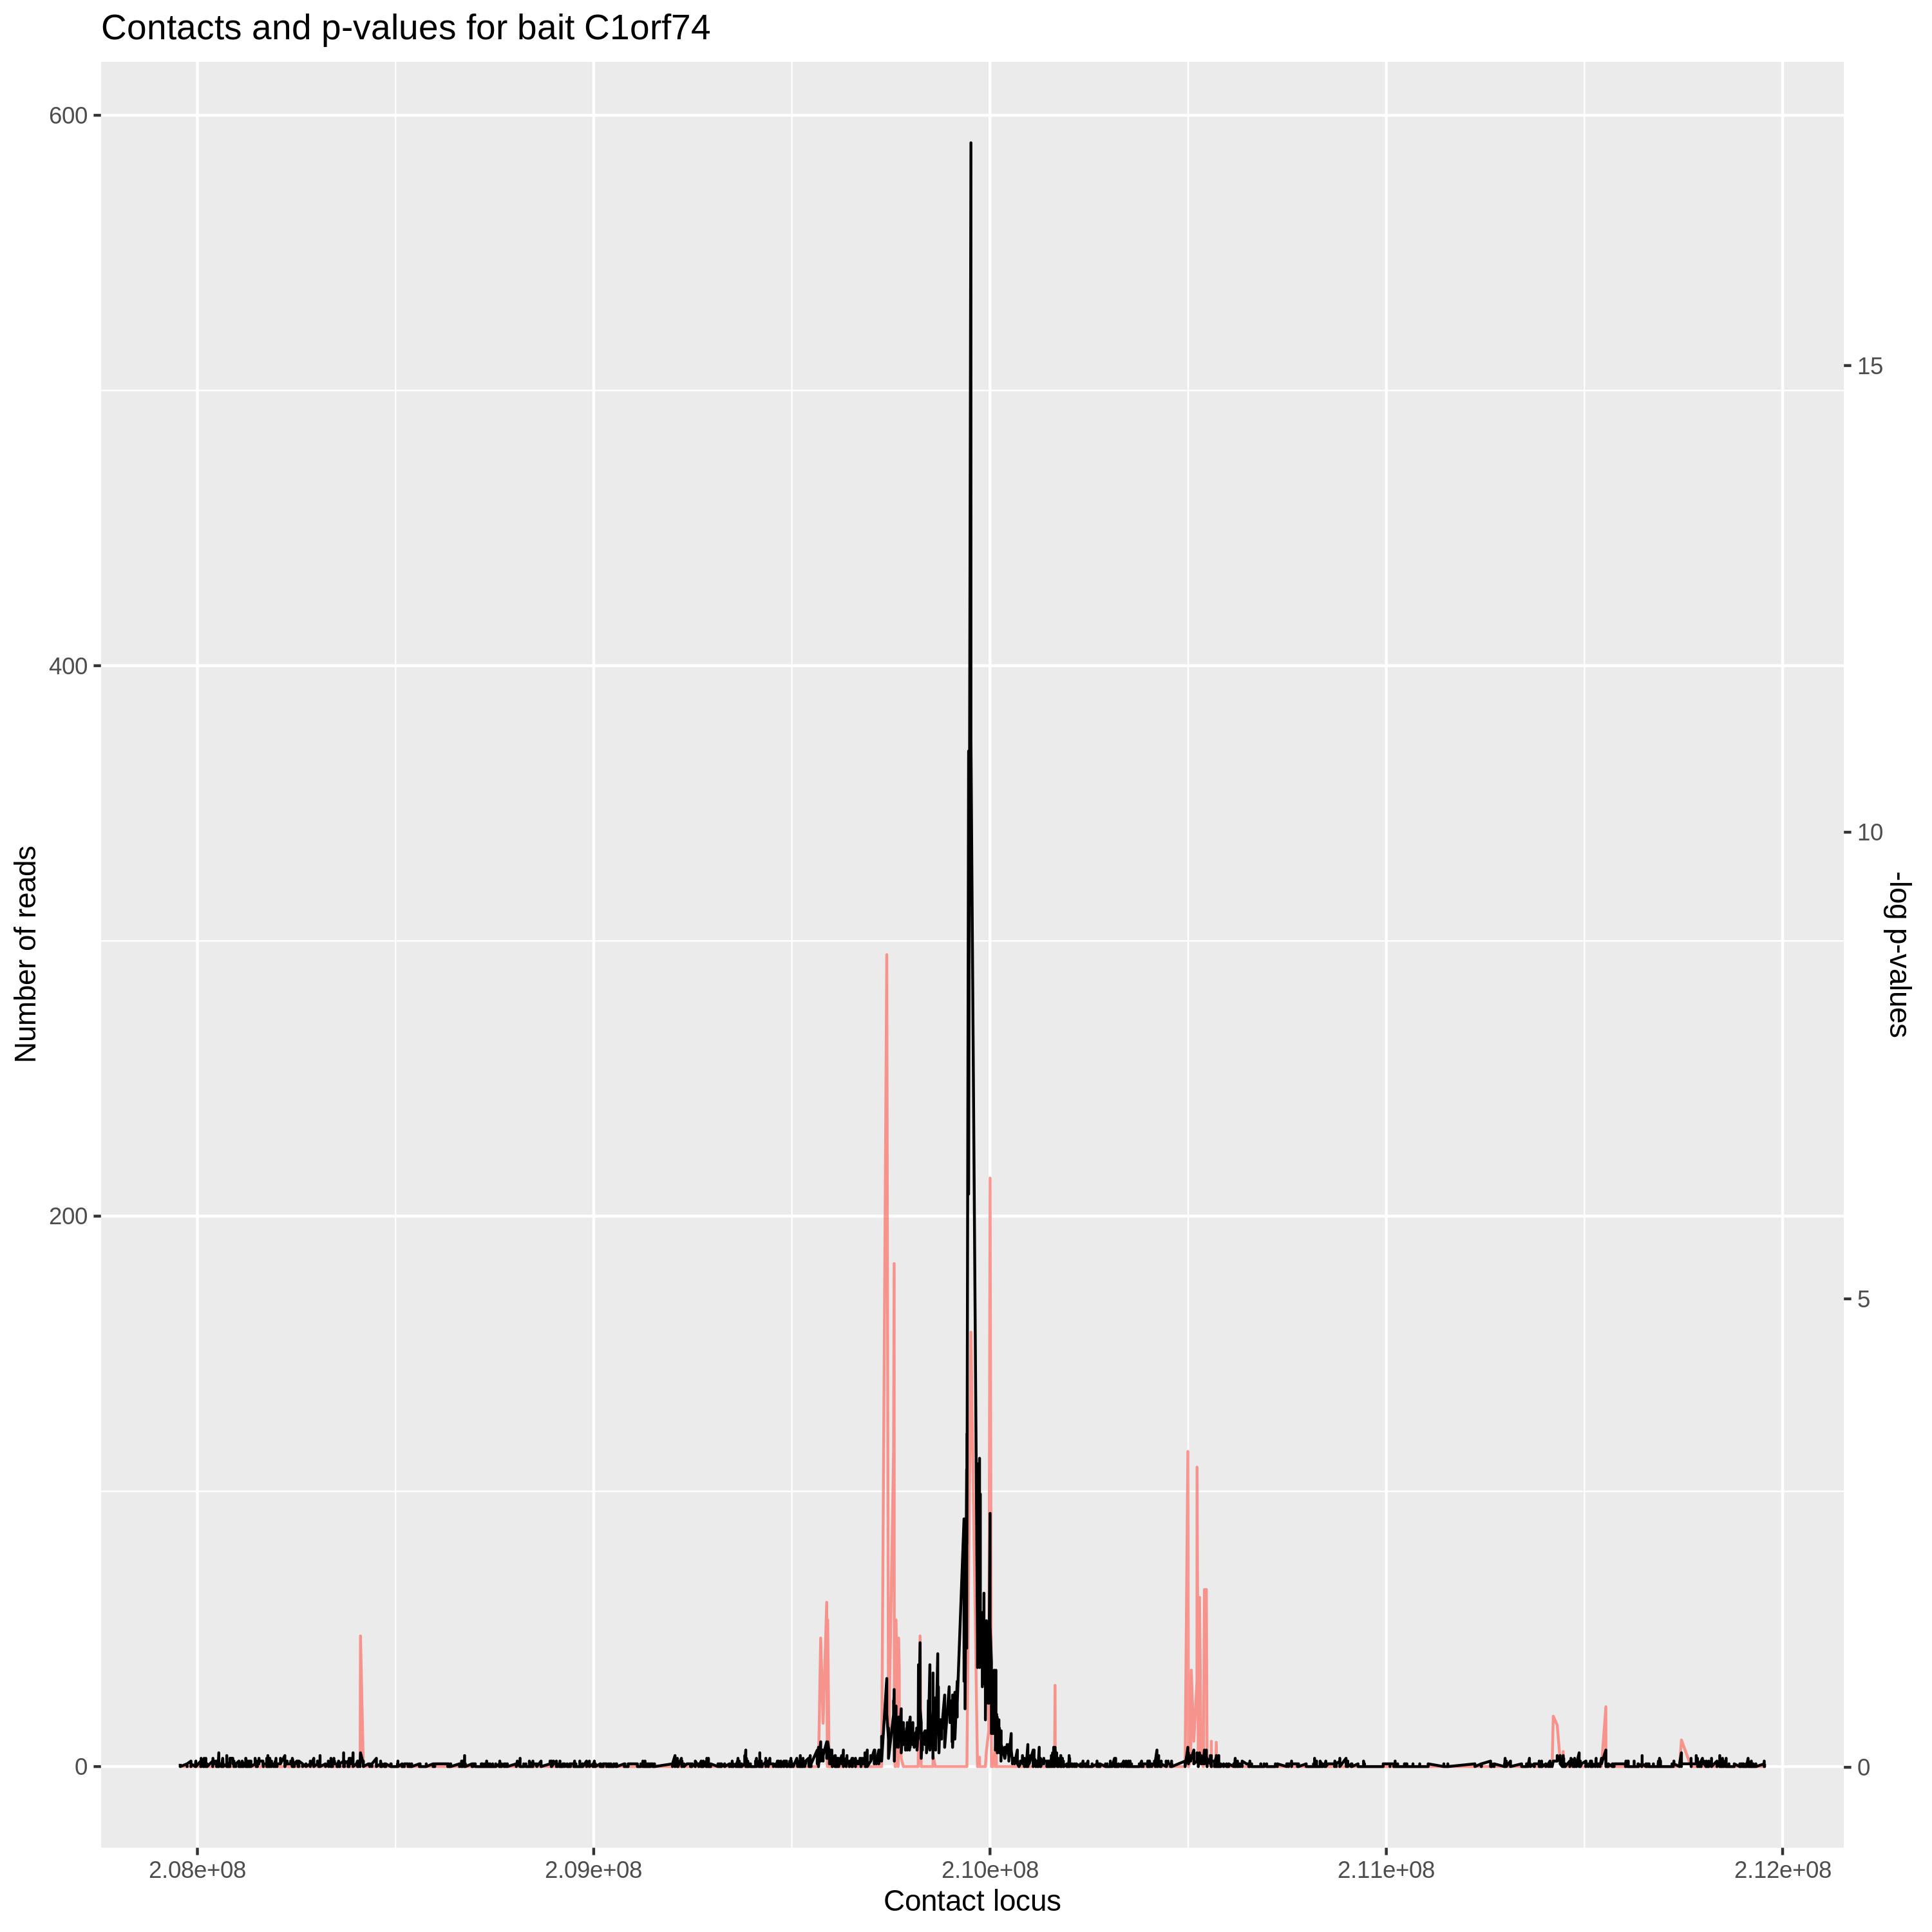 Contacts and p-values for bait C1orf74
600
400
200
0
Number of reads
15
10
5
0
-log p-values
2.08e+08
2.09e+08
2.10e+08
2.11e+08
2.12e+08
Contact locus